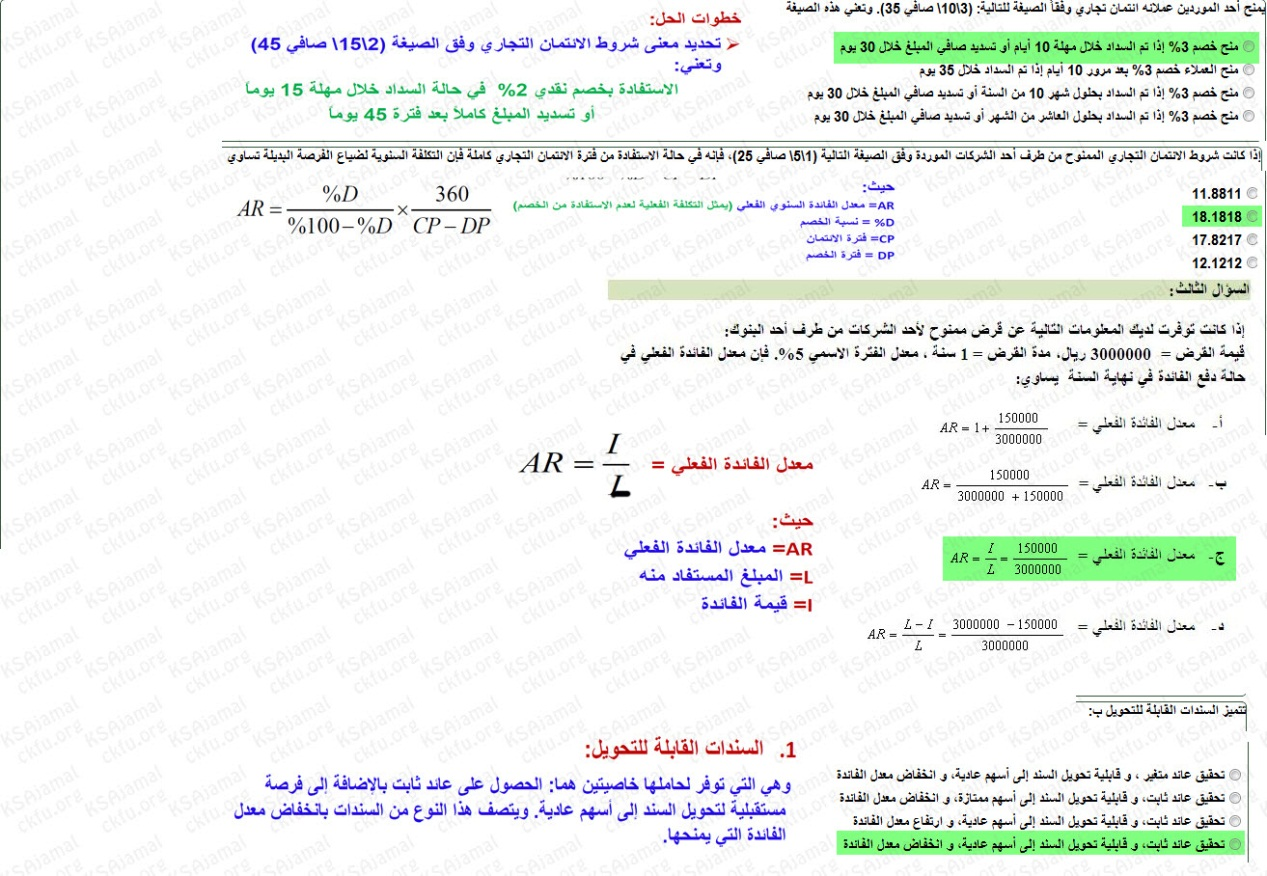 يمنح أحد الموردين عملائه ائتمان تجاري وفقاً الصيغة للتالية: (3\10\ صافي 35). وتعني هذه الصيغة
منح خصم 3% إذا تم السداد خلال مهلة 10 أيام أو تسديد صافي المبلغ خلال 30 يوم
منح العملاء خصم 3% بعد مرور 10 أيام إذا تم السداد خلال 35 يوم
منح خصم 3% إذا تم السداد بحلول شهر 10 من السنة أو تسديد صافي المبلغ خلال 30 يوم
منح خصم 3% إذا تم السداد بحلول العاشر من الشهر أو تسديد صافي المبلغ خلال 30 يوم
خطوات الحل:
تحديد معنى شروط الائتمان التجاري وفق الصيغة (2\15\ صافي 45)
وتعني:
الاستفادة بخصم نقدي 2% في حالة السداد خلال مهلة 15 يوماً
أو تسديد المبلغ كاملاً بعد فترة 45 يوماً
إذا كانت شروط الائتمان التجاري الممنوح من طرف أحد الشركات الموردة وفق الصيغة التالية (1\5\ صافي 25)، فإنه في حالة الاستفادة من فترة الائتمان التجاري كاملة فإن التكلفة السنوية لضياع الفرصة البديلة تساوي
11.8811
18.1818
17.8217
12.1212
حيث:
AR= معدل الفائدة السنوي الفعلي (يمثل التكلفة الفعلية لعدم الاستفادة من الخصم)
D% = نسبة الخصم
CP= فترة الائتمان
DP = فترة الخصم
AR = %D / %100 − %D × 360 / CP − DP
السؤال الثالث:
إذا كانت توفرت لديك المعلومات التالية عن قرض ممنوح لأحد الشركات من طرف أحد البنوك:
قيمة القرض = 3000000 ريال، مدة القرض = 1 سنة ، معدل الفترة الاسمي 5%. فإن معدل الفائدة الفعلي في
حالة دفع الفائدة في نهاية السنة يساوي:
أ- معدل الفائدة الفعلي = AR = 1 + 150000 / 3000000
ب- معدل الفائدة الفعلي = AR = 150000 / 3000000 + 150000
ج- معدل الفائدة الفعلي = AR = I / L = 150000 / 3000000
د- معدل الفائدة الفعلي = AR = L − I / L = 3000000 − 150000 / 3000000
معدل الفائدة الفعلي = AR = I / L
حيث:
AR= معدل الفائدة الفعلي
L= المبلغ المستفاد منه
I= قيمة الفائدة
تتميز السندات القابلة للتحويل ب:
تحقيق عائد متغير ، و قابلية تحويل السند إلى أسهم عادية، و انخفاض معدل الفائدة
تحقيق عائد ثابت، و قابلية تحويل السند إلى أسهم ممتازة، و انخفاض معدل الفائدة
تحقيق عائد ثابت، و قابلية تحويل السند إلى أسهم عادية، و ارتفاع معدل الفائدة
تحقيق عائد ثابت، و قابلية تحويل السند إلى أسهم عادية، و انخفاض معدل الفائدة
1. السندات القابلة للتحويل:
وهي التي توفر لحاملها خاصيتين هما: الحصول على عائد ثابت بالإضافة إلى فرصة
مستقبلية لتحويل السند إلى أسهم عادية. ويتصف هذا النوع من السندات بانخفاض معدل
الفائدة التي يمنحها.
KSAjamal
ckfu.org